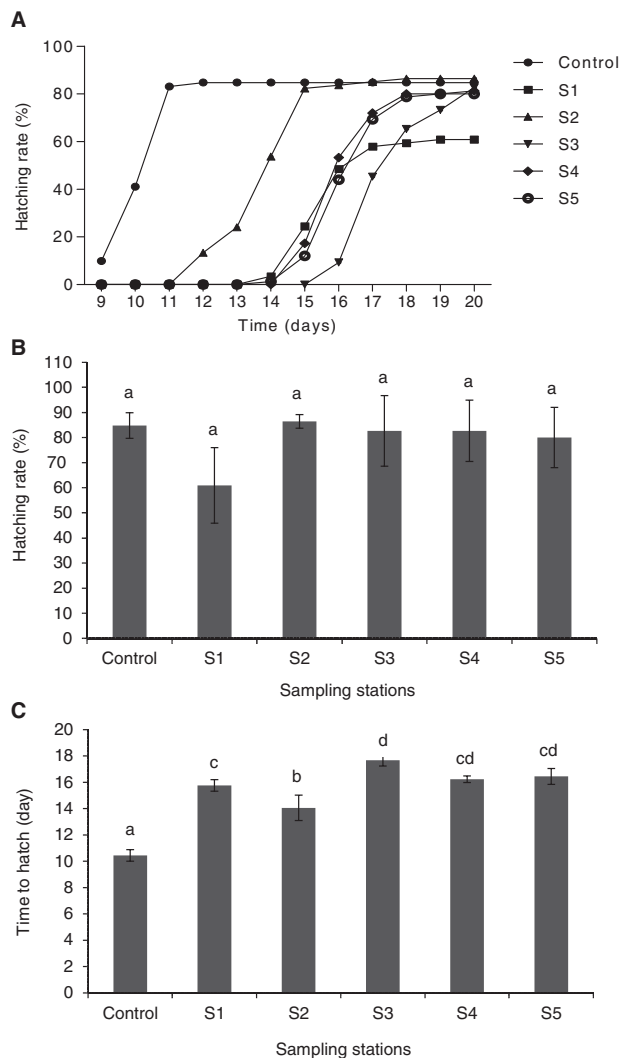 A
100
80
60
40
20
0
Hatching rate (%)
9 10 11 12 13 14 15 16 17 18 19 20
Time (days)
Control
S1
S2
S3
S4
S5
B
110
100
90
80
70
60
50
40
30
20
10
0
Hatching rate (%)
a a a a a a
Control S1 S2 S3 S4 S5
Sampling stations
C
20
18
16
14
12
10
8
6
4
2
0
Time to hatch (day)
a c b d cd cd
Control S1 S2 S3 S4 S5
Sampling stations